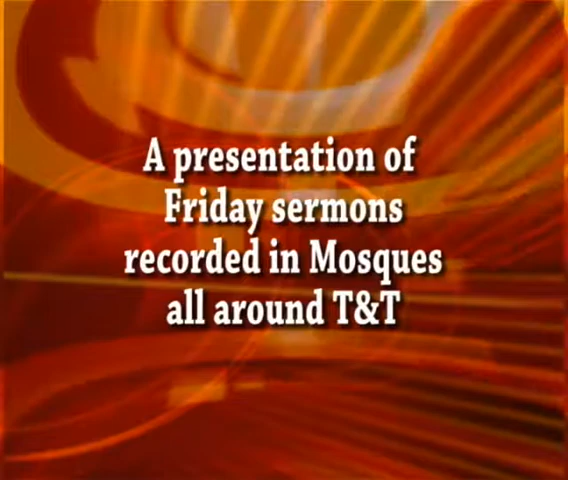 A presentation of
Friday sermons
recorded in Mosques
all around T&T